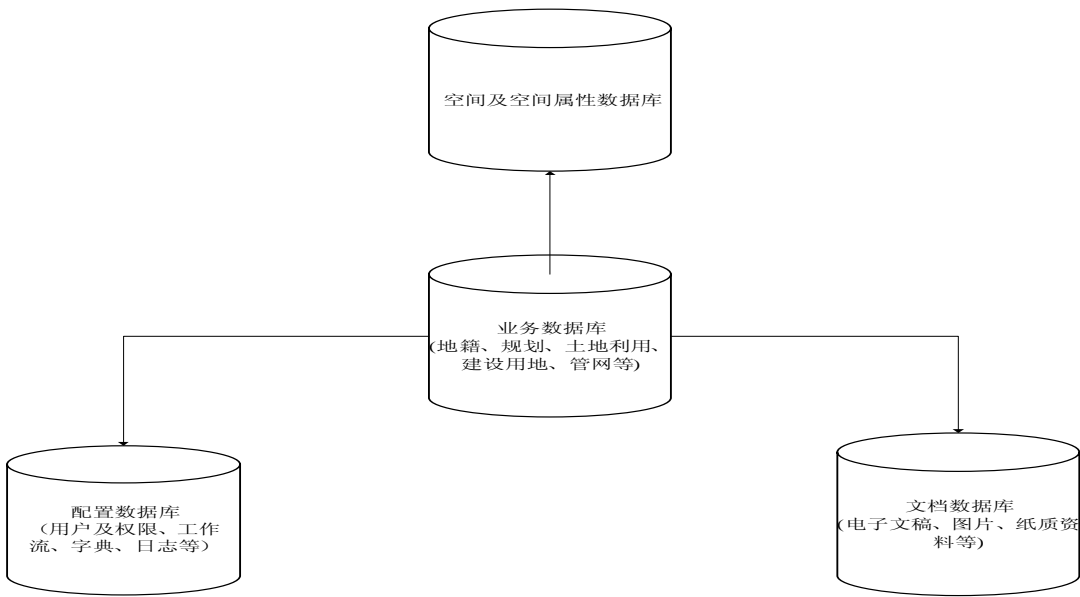 空间及空间属性数据库
业务数据库
(地籍、规划、土地利用、
建设用地、管网等)
配置数据库
（用户及权限、工作
流、字典、日志等）
文档数据库
(电子文稿、图片、纸质资
料等)